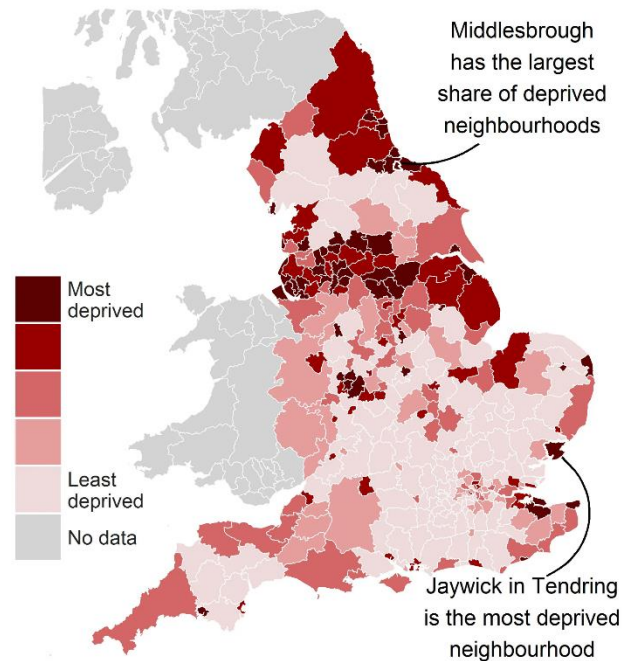 Middlesbrough
has the largest
share of deprived
neighbourhoods
Most
deprived
Least
deprived
No data
Jaywick in Tendring
is the most deprived
neighbourhood